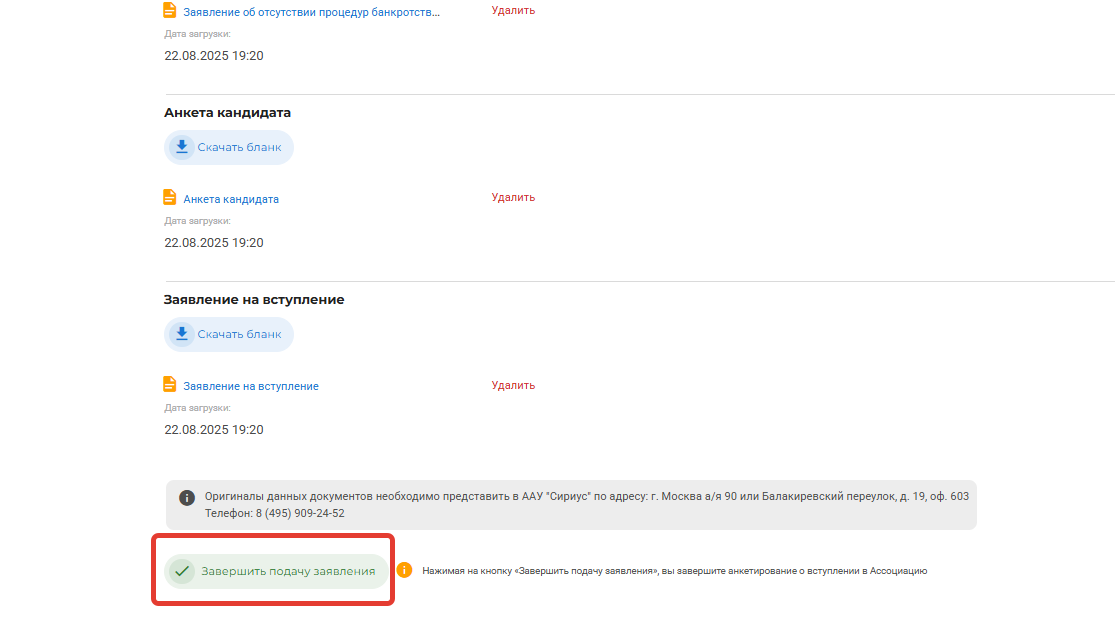 Заявление об отсутствии процедур банкротств...
Удалить
Дата загрузки:
22.08.2025 19:20
Анкета кандидата
Скачать бланк
Анкета кандидата
Удалить
Дата загрузки:
22.08.2025 19:20
Заявление на вступление
Скачать бланк
Заявление на вступление
Удалить
Дата загрузки:
22.08.2025 19:20
Оригиналы данных документов необходимо представить в ААУ "Сириус" по адресу: г. Москва а/я 90 или Балакиревский переулок, д. 19, оф. 603
Телефон: 8 (495) 909-24-52
Завершить подачу заявления
Нажимая на кнопку «Завершить подачу заявления», вы завершите анкетирование о вступлении в Ассоциацию